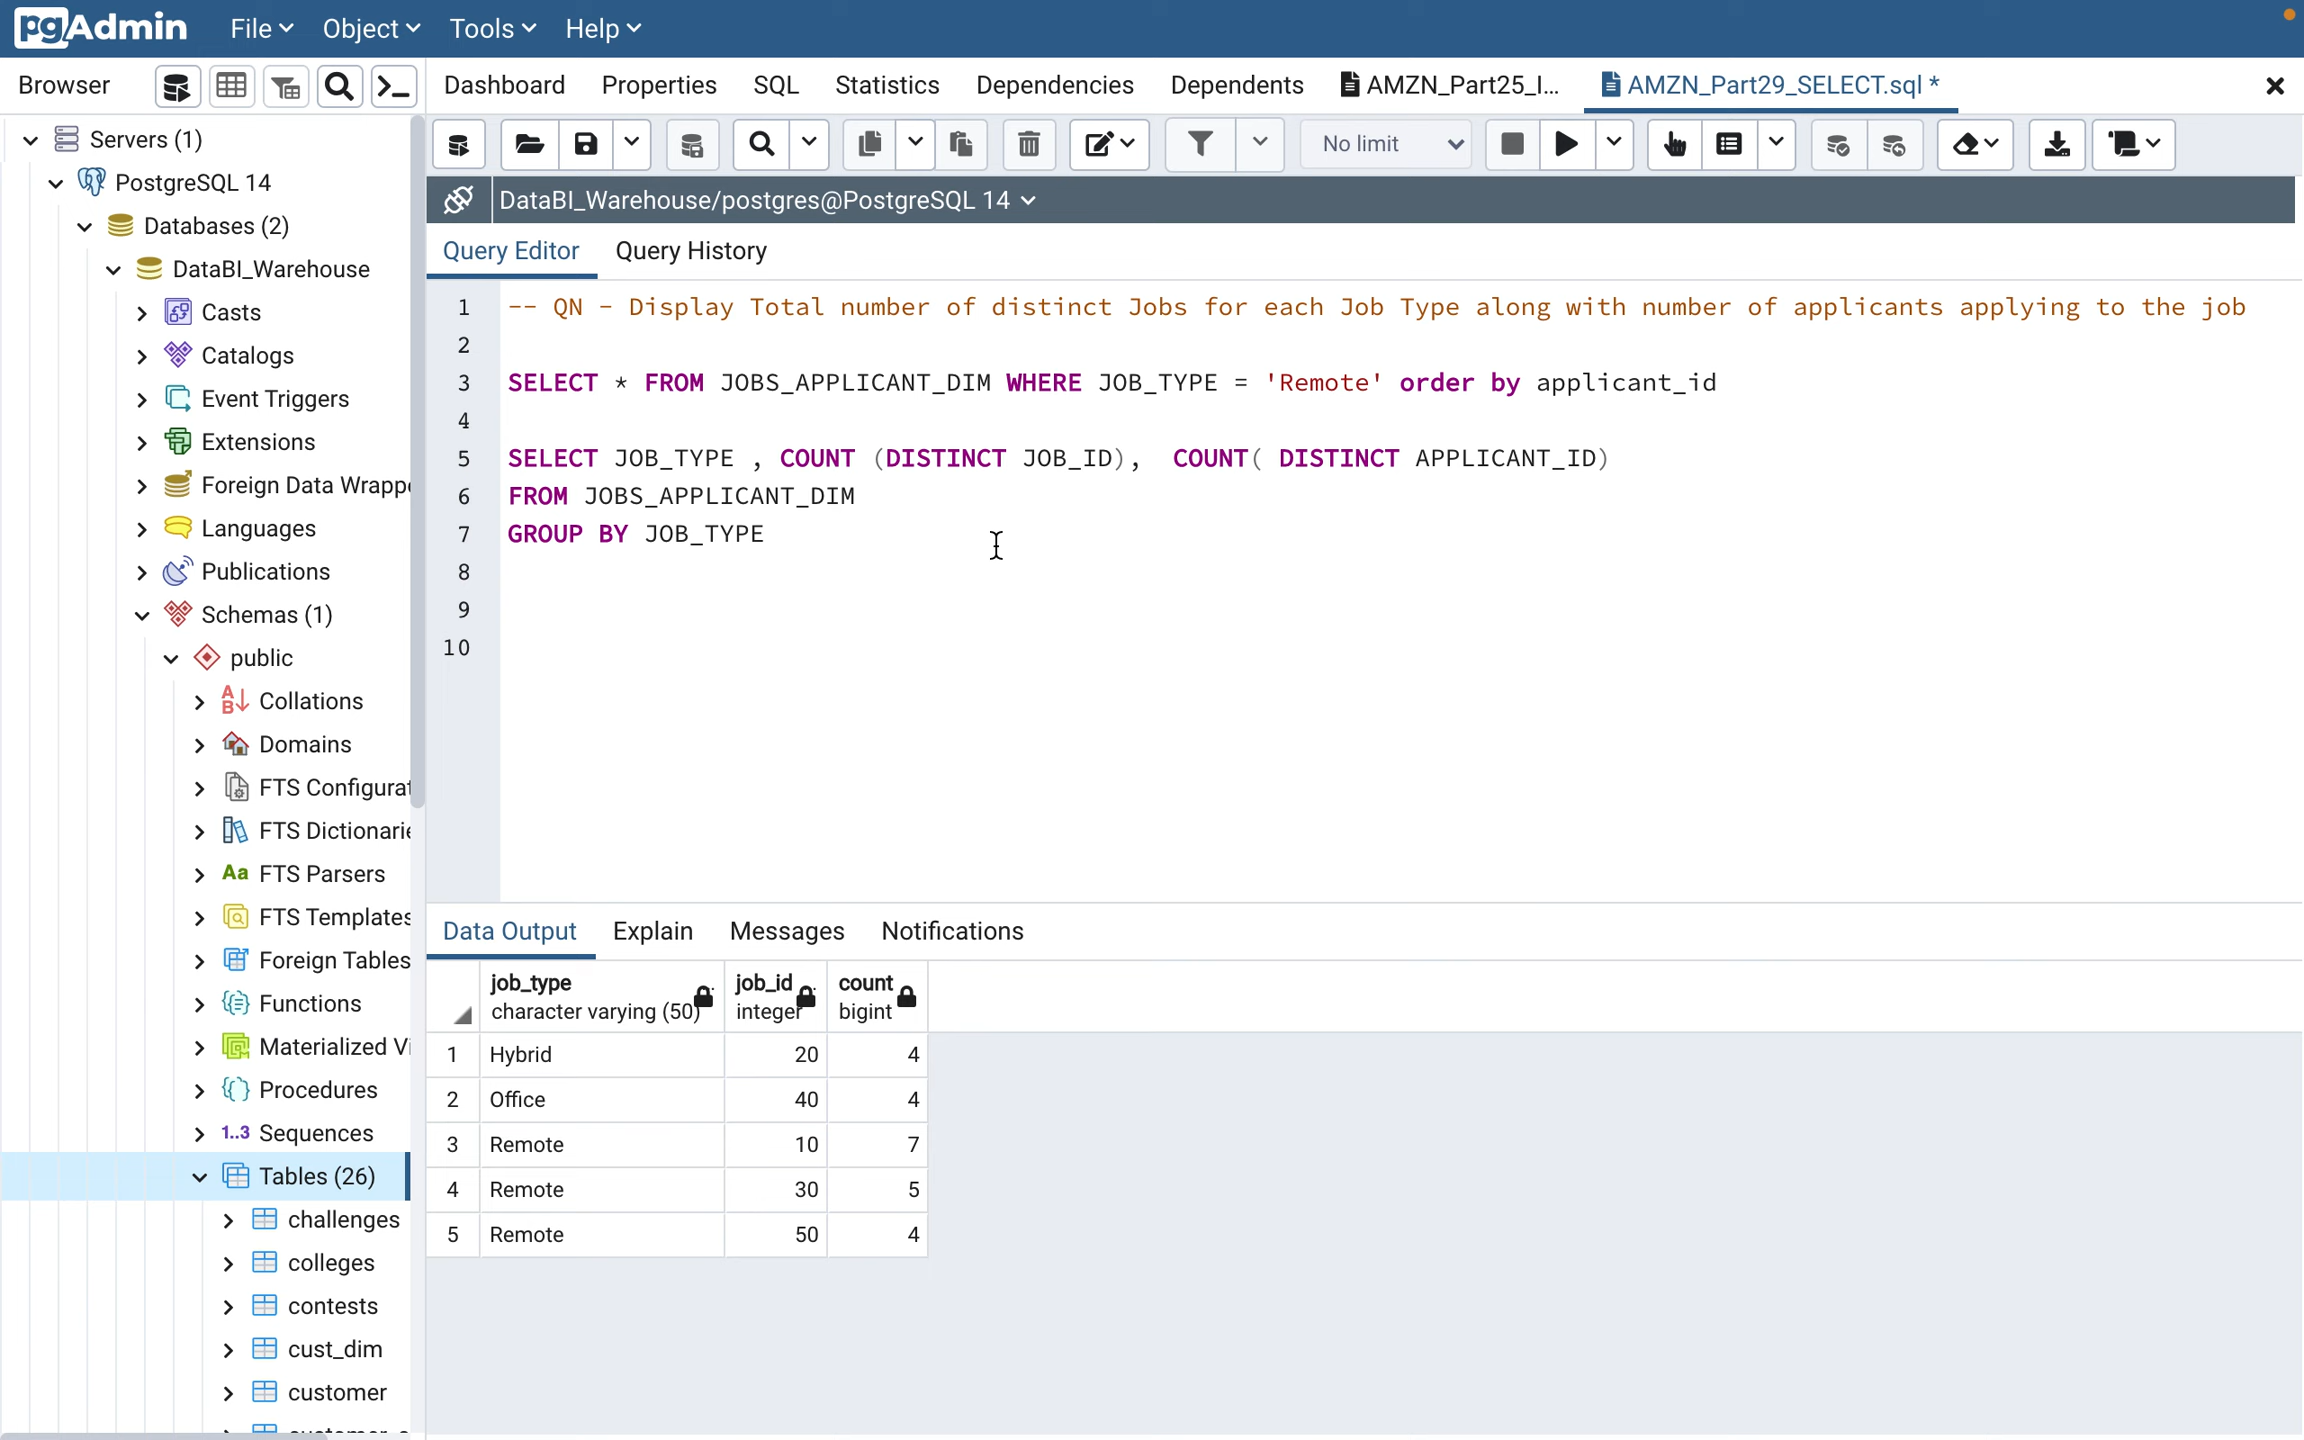 pgAdmin File Object Tools Help
Browser Dashboard Properties SQL Statistics Dependencies Dependents AMZN_Part25_I... AMZN_Part29_SELECT.sql *
No limit
DataBI_Warehouse/postgres@PostgreSQL 14
Query Editor Query History
Servers (1)
PostgreSQL 14
Databases (2)
DataBI_Warehouse
Casts
Catalogs
Event Triggers
Extensions
Foreign Data Wrappe
Languages
Publications
Schemas (1)
public
Collations
Domains
FTS Configurat
FTS Dictionarie
Aa FTS Parsers
FTS Templates
Foreign Tables
Functions
Materialized Vi
Procedures
1..3 Sequences
Tables (26)
challenges
colleges
contests
cust_dim
customer
1 -- QN - Display Total number of distinct Jobs for each Job Type along with number of applicants applying to the job
2
3 SELECT * FROM JOBS_APPLICANT_DIM WHERE JOB_TYPE = 'Remote' order by applicant_id
4
5 SELECT JOB_TYPE , COUNT (DISTINCT JOB_ID), COUNT( DISTINCT APPLICANT_ID)
6 FROM JOBS_APPLICANT_DIM
7 GROUP BY JOB_TYPE
8
9
10
Data Output Explain Messages Notifications
job_type job_id count
character varying (50) integer bigint
1 Hybrid 20 4
2 Office 40 4
3 Remote 10 7
4 Remote 30 5
5 Remote 50 4